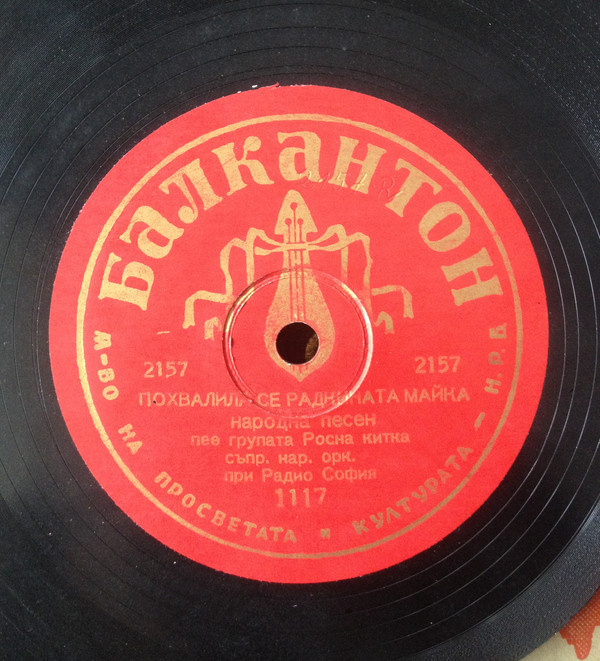 БАЛКАНТОН
2157 2157
ПОХВАЛИЛА СЕ РАДКИНАТА МАЙКА
народна песен
пее групата Росна китка
съпр. нар. орк.
при Радио София
1117
М-ВО НА ПРОСВЕТАТА И КУЛТУРАТА – Н.Р.Б.